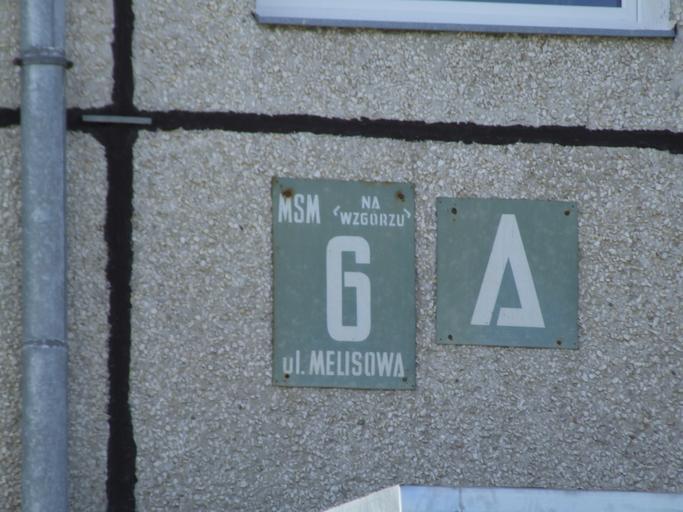 MSM NA
"WZGÓRZU"
6
ul. MELISOWA
A